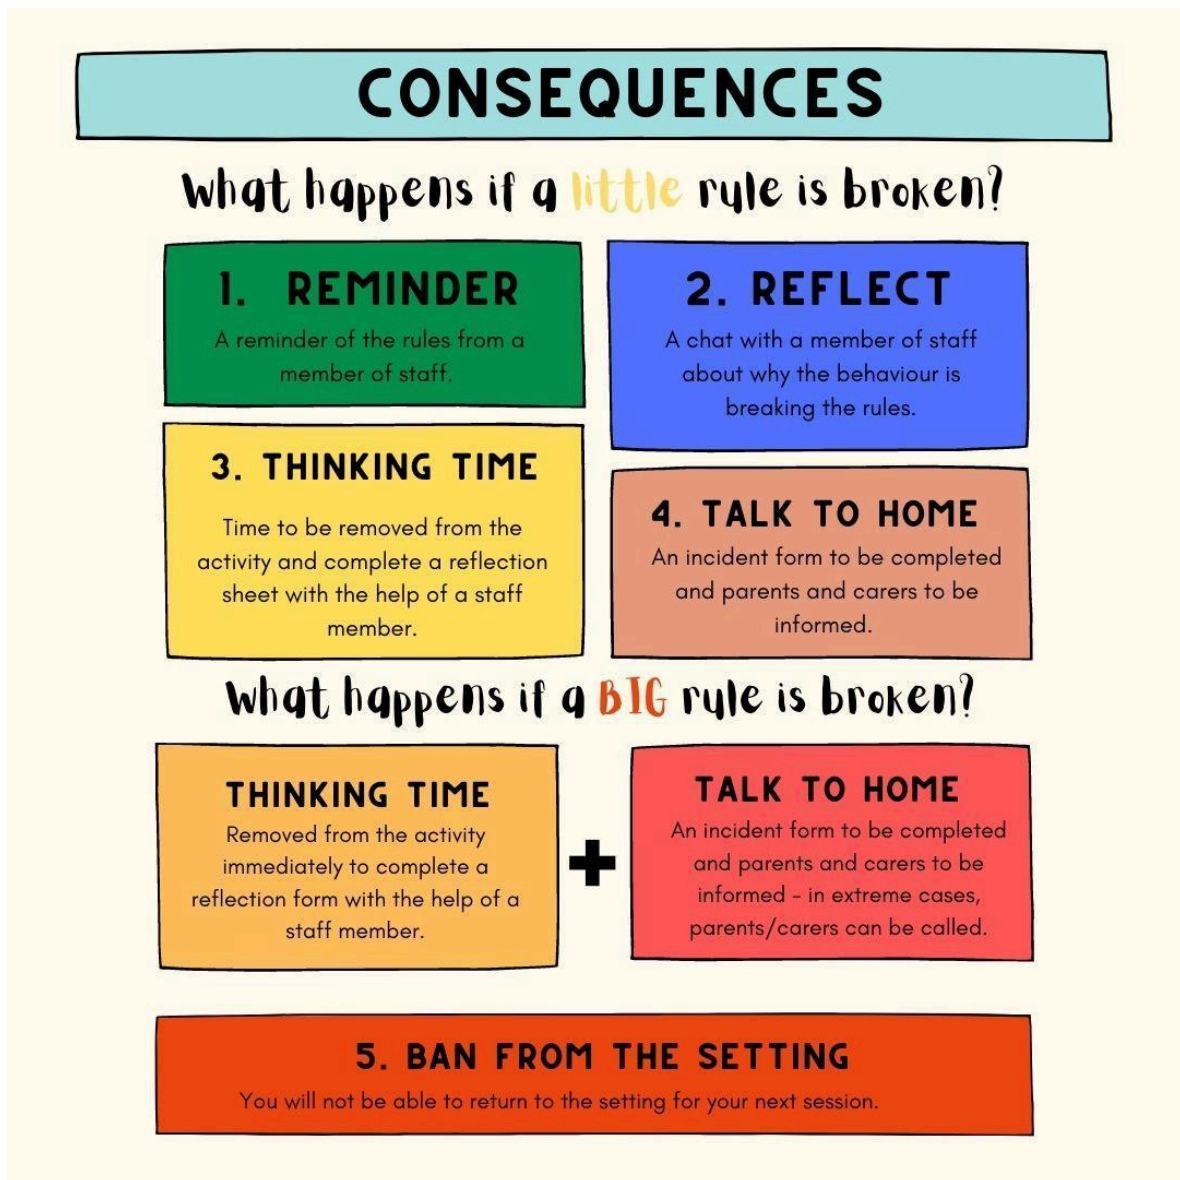 CONSEQUENCES
What happens if a little rule is broken?
1. REMINDER
A reminder of the rules from a
member of staff.
2. REFLECT
A chat with a member of staff
about why the behaviour is
breaking the rules.
3. THINKING TIME
Time to be removed from the
activity and complete a reflection
sheet with the help of a staff
member.
4. TALK TO HOME
An incident form to be completed
and parents and carers to be
informed.
What happens if a BIG rule is broken?
THINKING TIME
Removed from the activity
immediately to complete a
reflection form with the help of a
staff member.
+
TALK TO HOME
An incident form to be completed
and parents and carers to be
informed - in extreme cases,
parents/carers can be called.
5. BAN FROM THE SETTING
You will not be able to return to the setting for your next session.